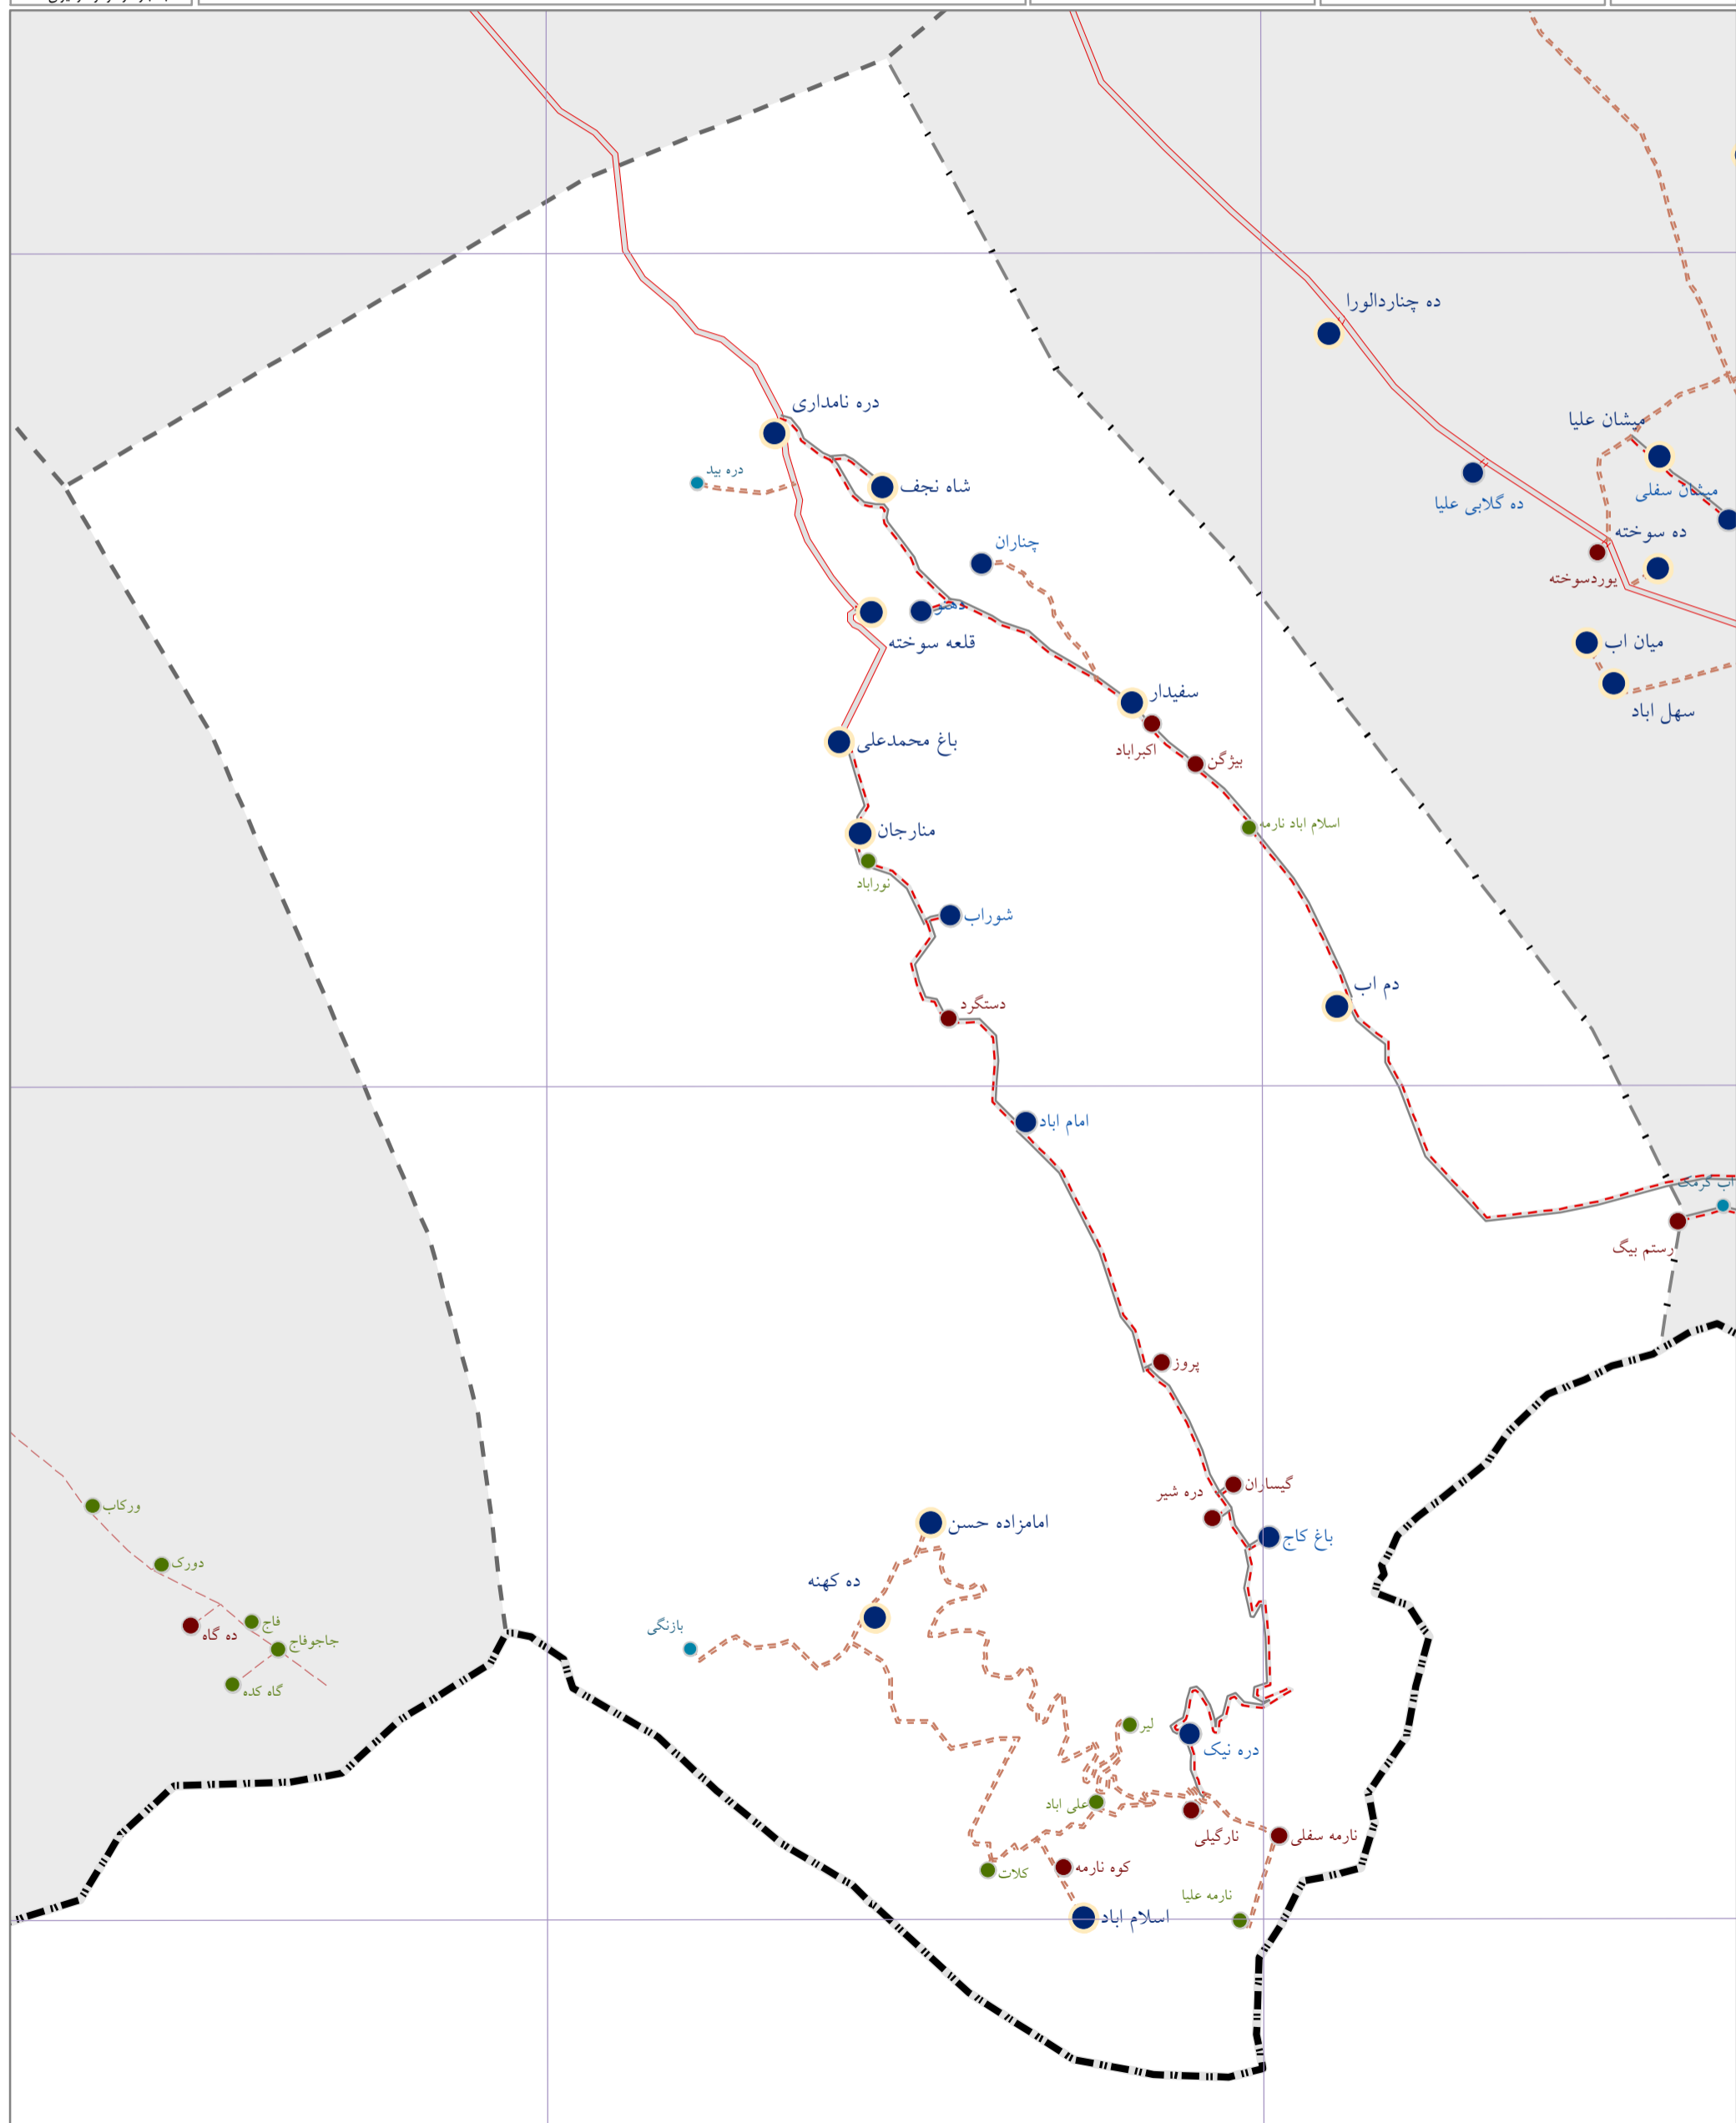 ده چناردالورا
دره نامداری
میشان علیا
دره بید
شاه نجف
میشان سفلی
ده گلابی علیا
ده سوخته
چناران
یوردسوخته
قلعه سوخته
میان اب
سفیدار
سهل اباد
باغ محمدعلی
اکبراباد
بیژگن
اسلام اباد نارمه
منارجان
نوراباد
شوراب
دم اب
دستگرد
امام اباد
اب گرمک
رستم بیگ
پروز
گیساران
دره شیر
ورکاب
امامزاده حسن
باغ کاج
دورک
ده کهنه
فاج
بازنگی
ده گاه
جاجوفاج
گاه کده
لیر
دره نیک
علی اباد
نارگیلی
نارمه سفلی
کوه نارمه
کلات
نارمه علیا
اسلام اباد